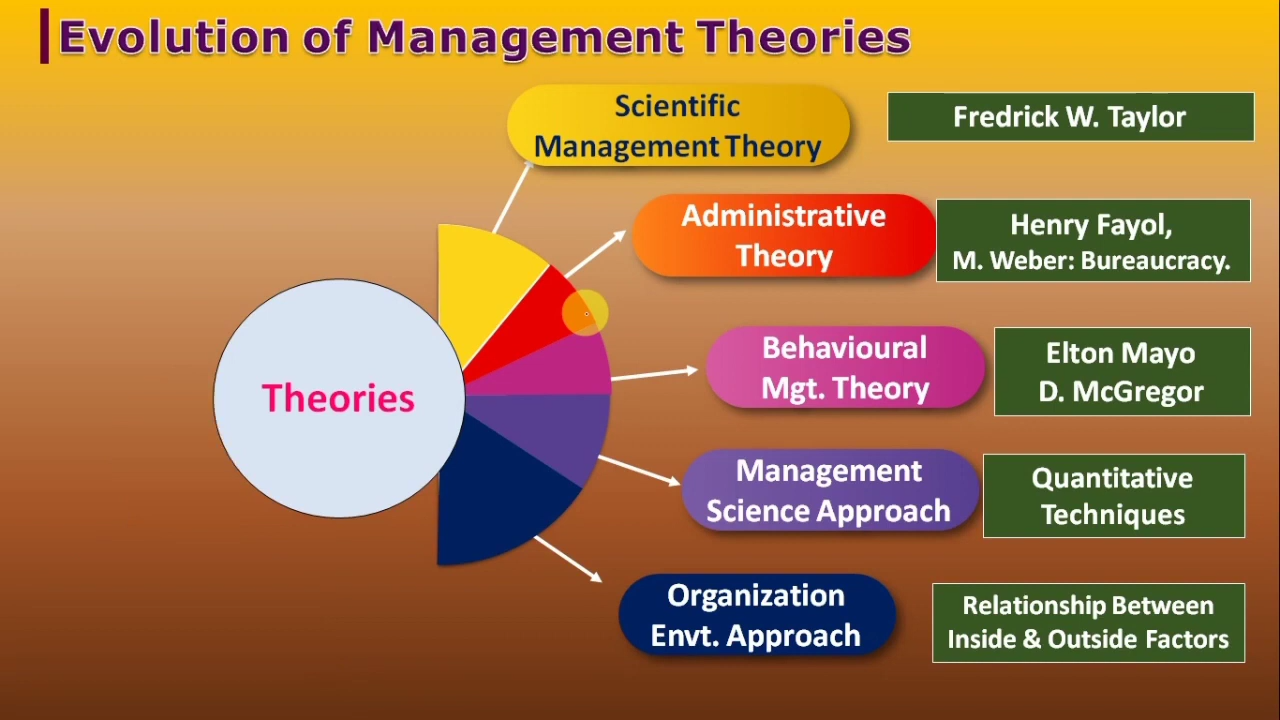 Evolution of Management Theories
Scientific
Management Theory
Fredrick W. Taylor
Administrative
Theory
Henry Fayol,
M. Weber: Bureaucracy.
Theories
Behavioural
Mgt. Theory
Elton Mayo
D. McGregor
Management
Science Approach
Quantitative
Techniques
Organization
Envt. Approach
Relationship Between
Inside & Outside Factors